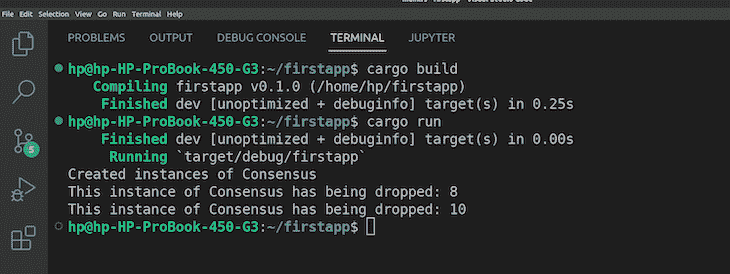 File Edit Selection View Go Run Terminal Help
PROBLEMS OUTPUT DEBUG CONSOLE TERMINAL JUPYTER
hp@hp-HP-ProBook-450-G3:~/firstapp$ cargo build
Compiling firstapp v0.1.0 (/home/hp/firstapp)
Finished dev [unoptimized + debuginfo] target(s) in 0.25s
hp@hp-HP-ProBook-450-G3:~/firstapp$ cargo run
Finished dev [unoptimized + debuginfo] target(s) in 0.00s
Running `target/debug/firstapp`
Created instances of Consensus
This instance of Consensus has being dropped: 8
This instance of Consensus has being dropped: 10
hp@hp-HP-ProBook-450-G3:~/firstapp$
5